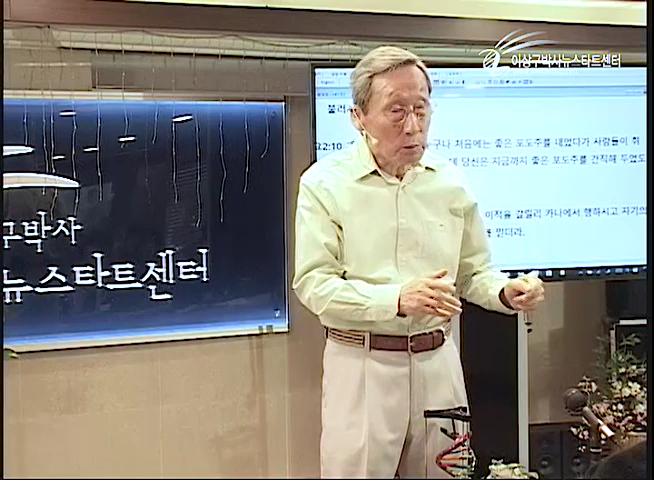 이상구박사뉴스타트센터
구박사
뉴스타트센터
불러
2:10
구나 처음에는 좋은 포도주를 내었다가 사람들이 취
데 당신은 지금까지 좋은 포도주를 간직해 두었도
이적을 갈릴리 카나에서 행하시고 자기의
믿더라.